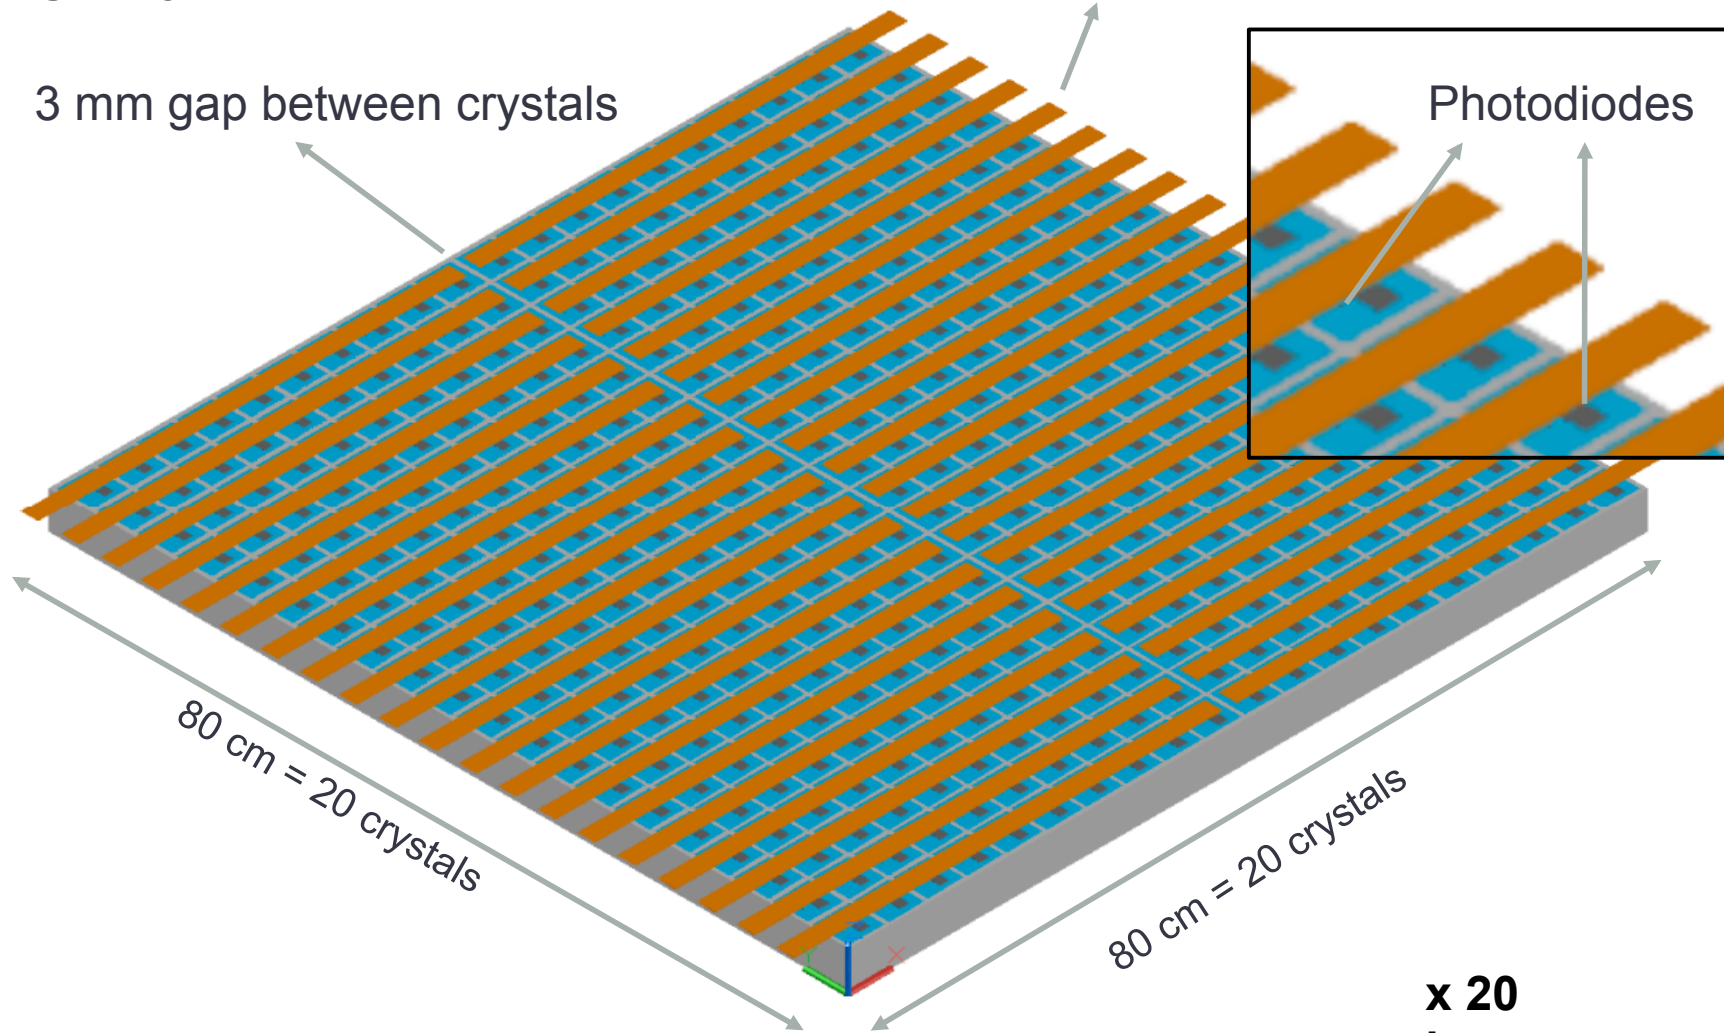 3 mm gap between crystals
Photodiodes
80 cm = 20 crystals
80 cm = 20 crystals
Y X
x 20